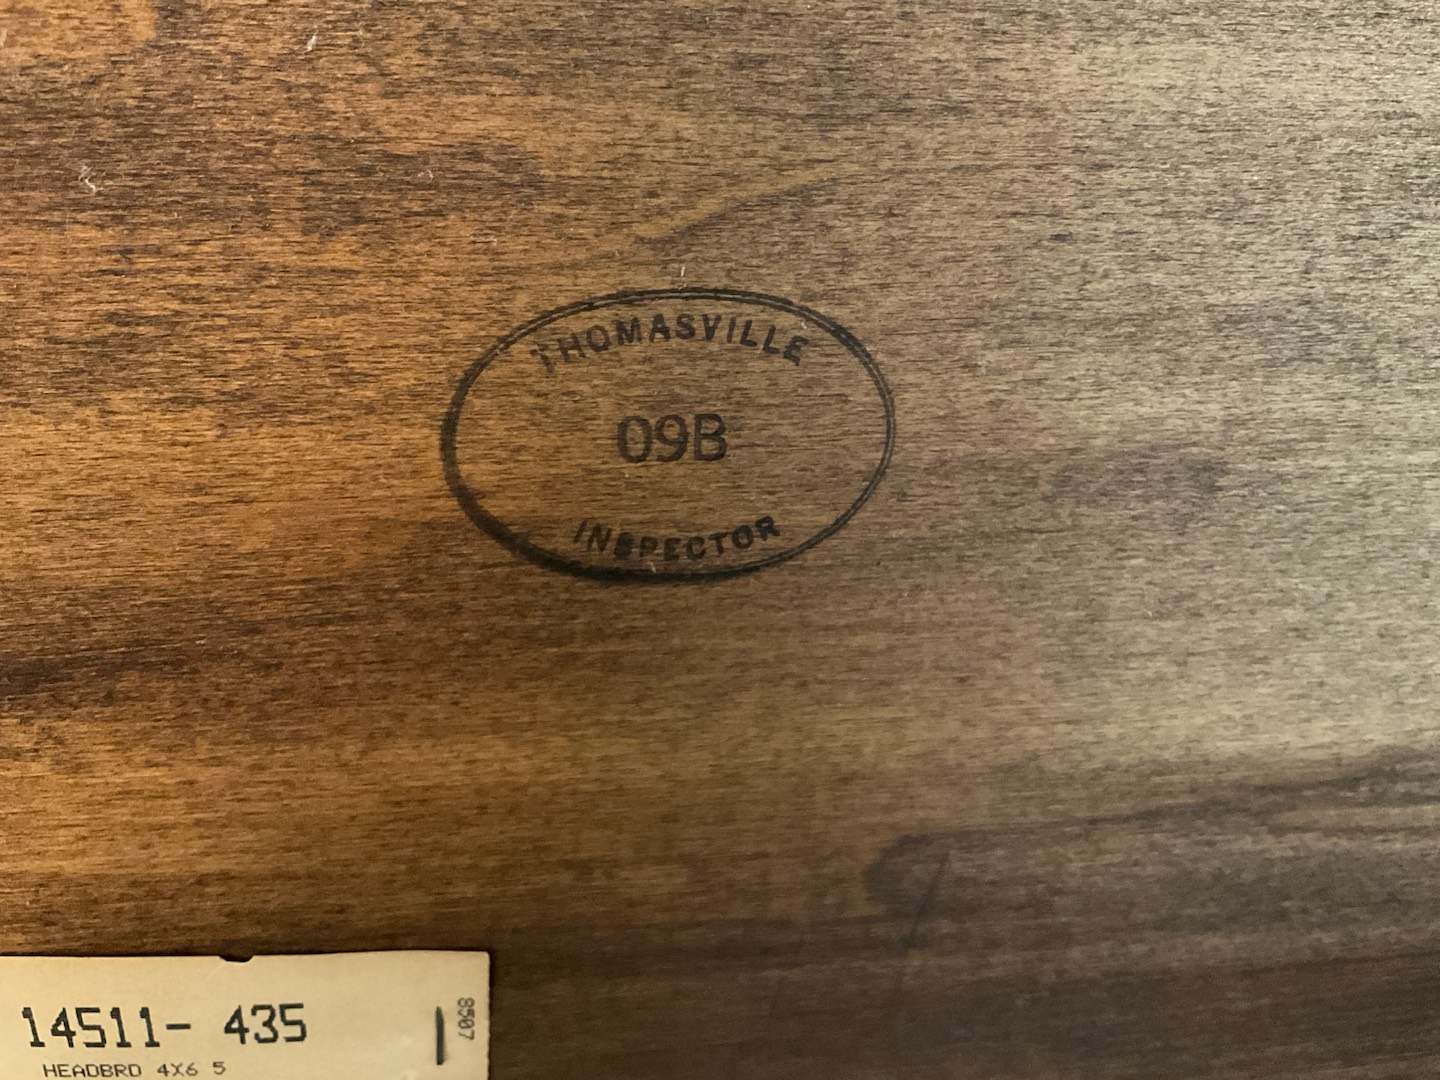 THOMASVILLE
09B
INSPECTOR
14511- 435
HEADBRD 4X6 5
8507